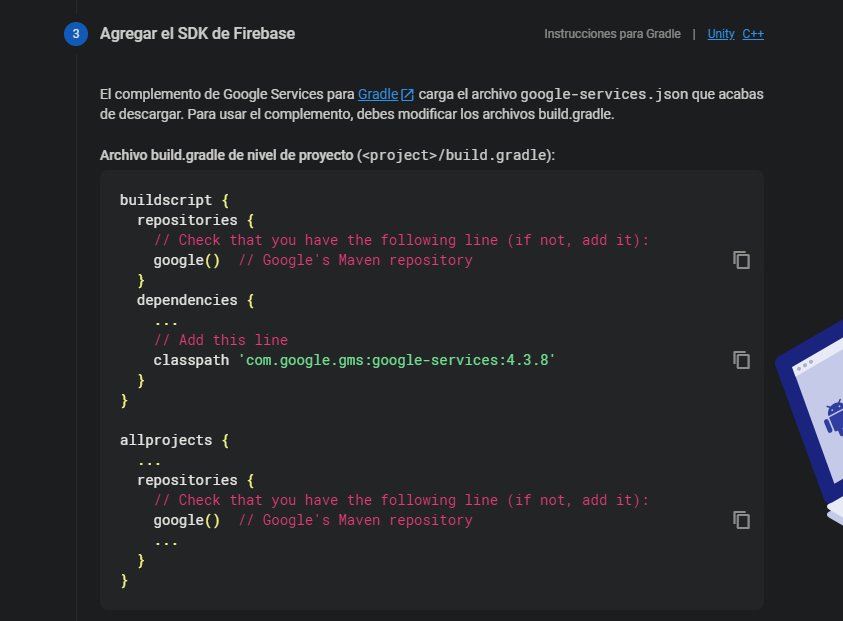 3 Agregar el SDK de Firebase Instrucciones para Gradle | Unity C++
El complemento de Google Services para Gradle carga el archivo google-services.json que acabas
de descargar. Para usar el complemento, debes modificar los archivos build.gradle.
Archivo build.gradle de nivel de proyecto (<project>/build.gradle):
buildscript {
  repositories {
    // Check that you have the following line (if not, add it):
    google()  // Google's Maven repository
  }
  dependencies {
    ...
    // Add this line
    classpath 'com.google.gms:google-services:4.3.8'
  }
}
allprojects {
  ...
  repositories {
    // Check that you have the following line (if not, add it):
    google()  // Google's Maven repository
    ...
  }
}